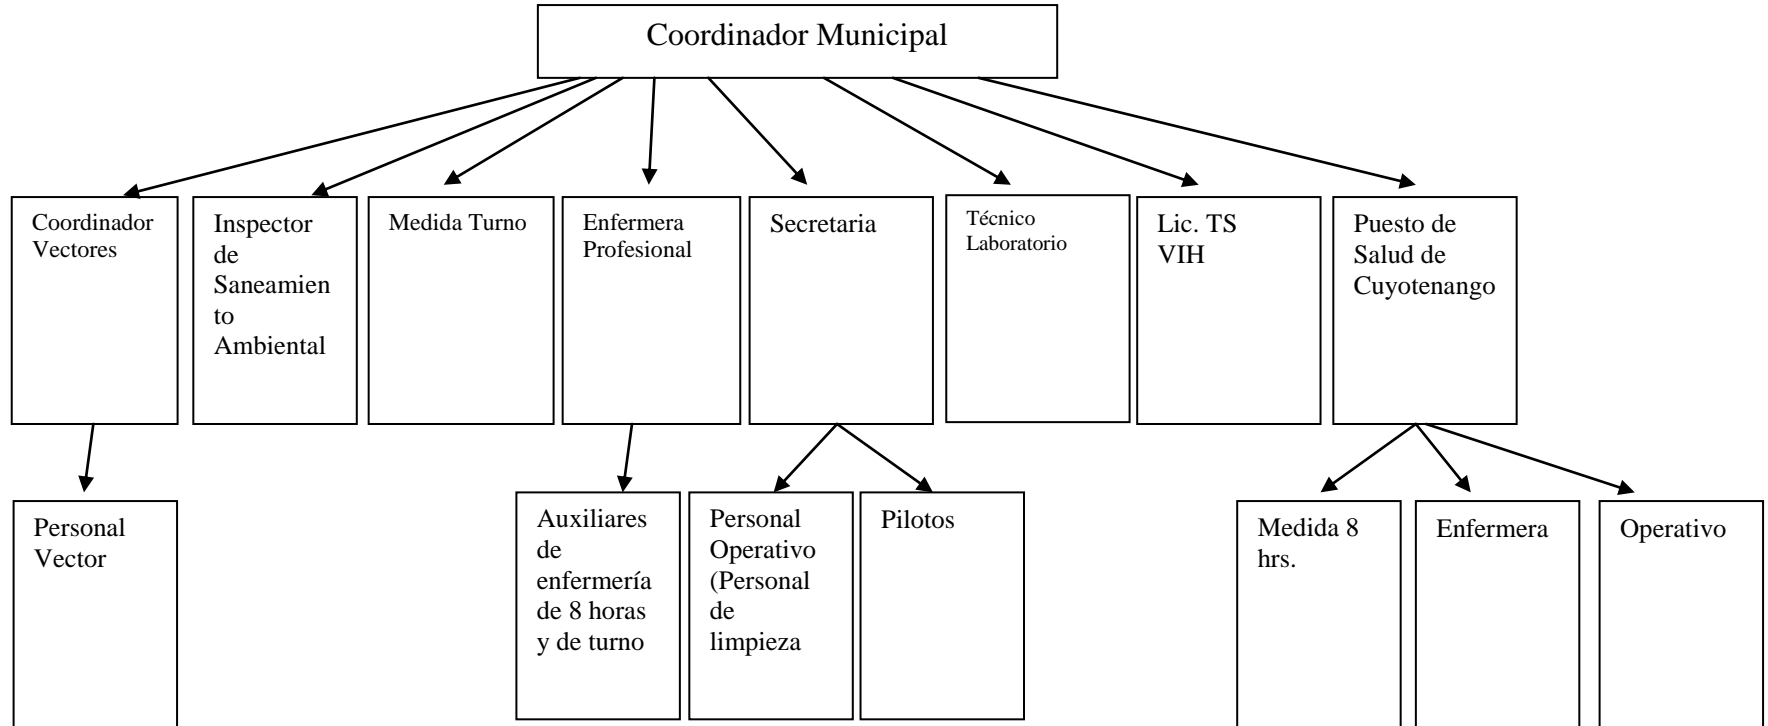 Coordinador Municipal
Coordinador
Vectores
Inspector
de
Saneamien
to
Ambiental
Medida Turno
Enfermera
Profesional
Secretaria
Técnico
Laboratorio
Lic. TS
VIH
Puesto de
Salud de
Cuyotenango
Personal
Vector
Auxiliares
de
enfermería
de 8 horas
y de turno
Personal
Operativo
(Personal
de
limpieza
Pilotos
Medida 8
hrs.
Enfermera
Operativo